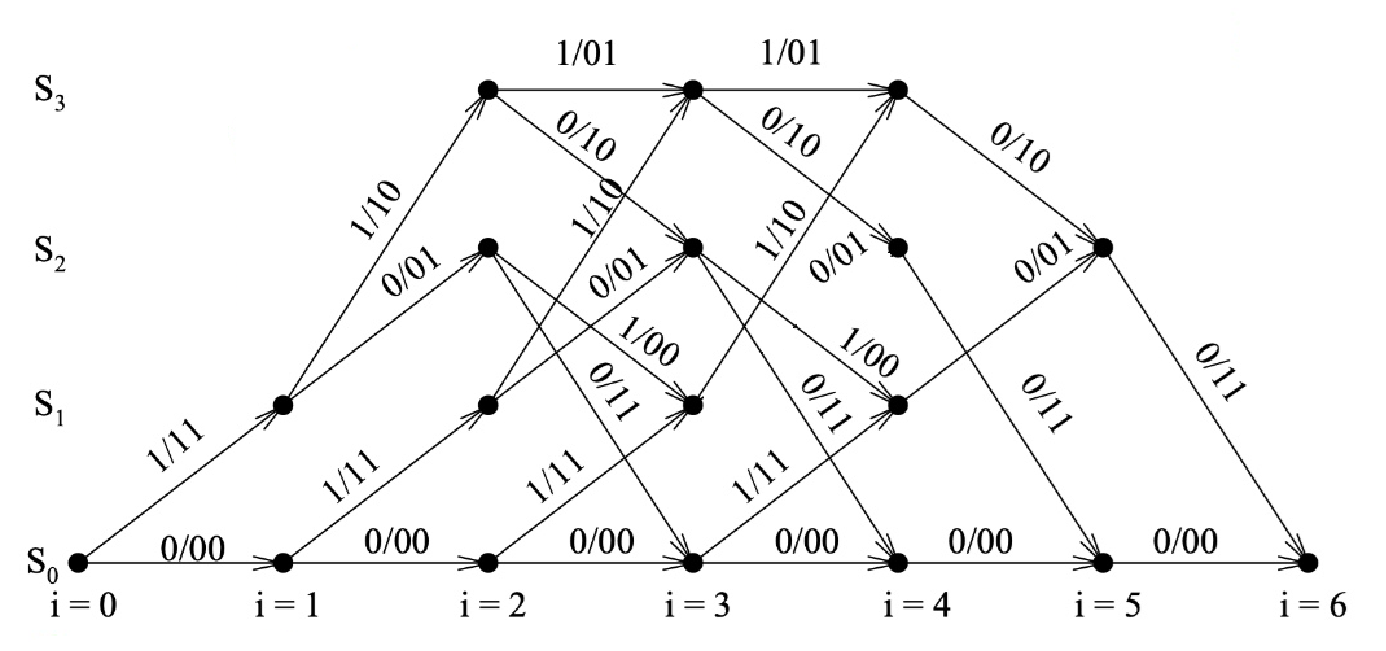 1/01 1/01
S3
0/10 0/10 0/10
1/10 1/10 1/10
S2
0/01 0/01 0/01 0/01
1/00 1/00
S1
0/11 0/11 0/11 0/11
1/11 1/11 1/11 1/11
0/00 0/00 0/00 0/00 0/00 0/00
S0
i = 0 i = 1 i = 2 i = 3 i = 4 i = 5 i = 6